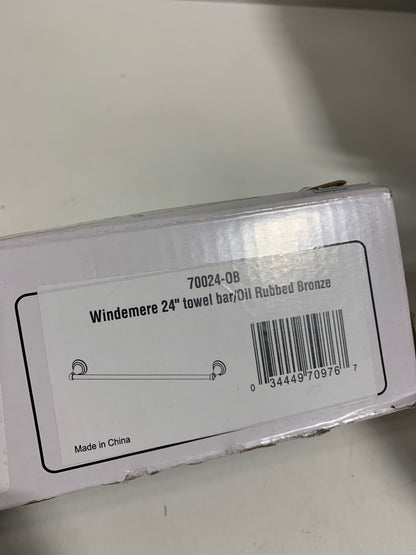 70024-OB
Windemere 24" towel bar/Oil Rubbed Bronze
0 34449 70976 7
Made in China